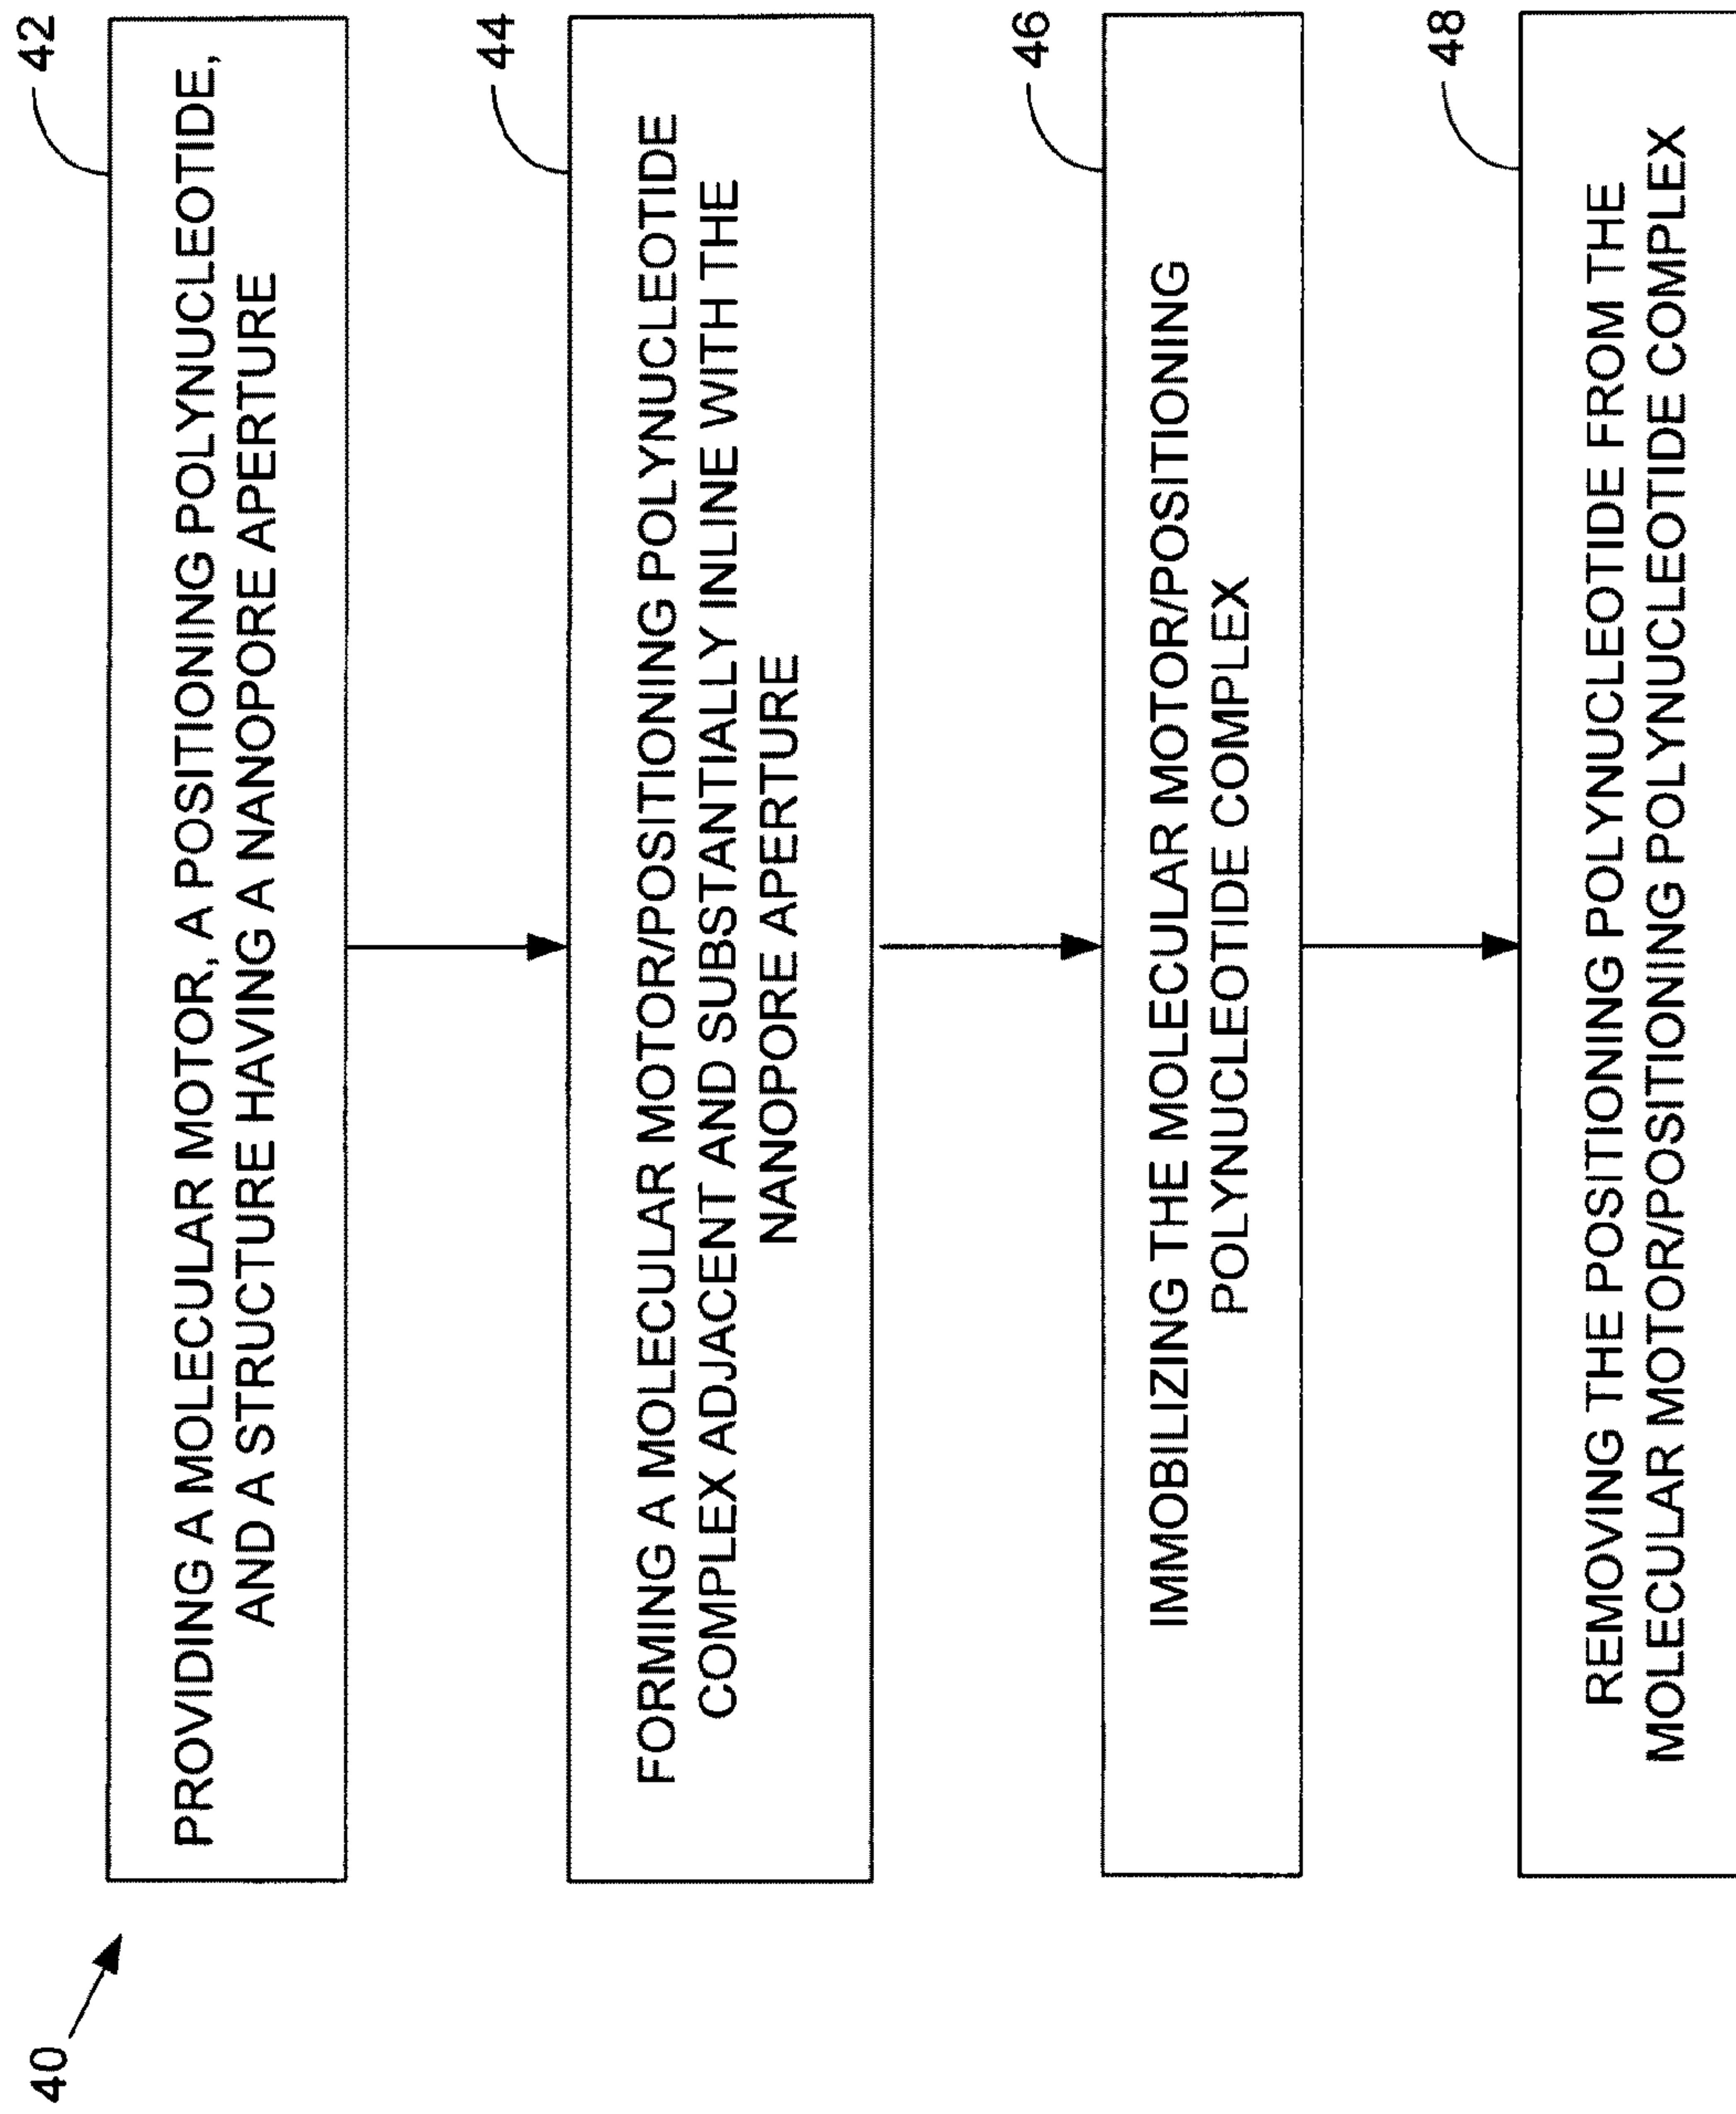 40
42
PROVIDING A MOLECULAR MOTOR, A POSITIONING POLYNUCLEOTIDE,
AND A STRUCTURE HAVING A NANOPORE APERTURE
44
FORMING A MOLECULAR MOTOR/POSITIONING POLYNUCLEOTIDE
COMPLEX ADJACENT AND SUBSTANTIALLY INLINE WITH THE
NANOPORE APERTURE
46
IMMOBILIZING THE MOLECULAR MOTOR/POSITIONING
POLYNUCLEOTIDE COMPLEX
48
REMOVING THE POSITIONING POLYNUCLEOTIDE FROM THE
MOLECULAR MOTOR/POSITIONING POLYNUCLEOTIDE COMPLEX